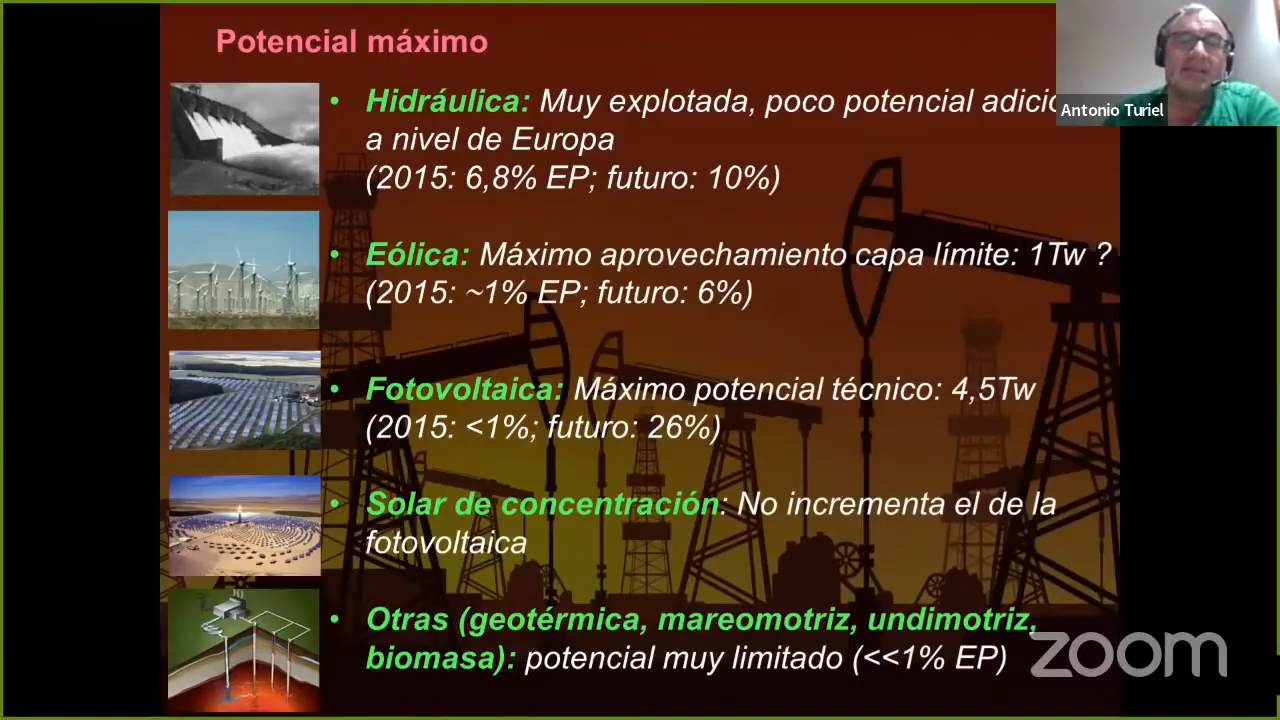 Potencial máximo
• Hidráulica: Muy explotada, poco potencial
a nivel de Europa
(2015: 6,8% EP; futuro: 10%)
• Eólica: Máximo aprovechamiento capa límite: 1Tw ?
(2015: ~1% EP; futuro: 6%)
• Fotovoltaica: Máximo potencial técnico: 4,5Tw
(2015: <1%; futuro: 26%)
• Solar de concentración: No incrementa el de la
fotovoltaica
• Otras (geotérmica, mareomotriz, undimotriz,
biomasa): potencial muy limitado (<<1% EP)
Antonio Turiel
zoom